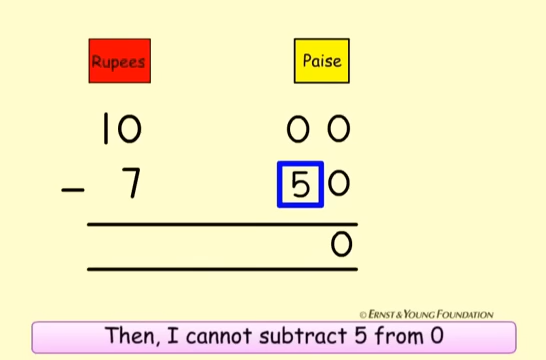 Rupees Paise
10 00
- 7 50
0
© ERNST & YOUNG FOUNDATION
Then, I cannot subtract 5 from 0